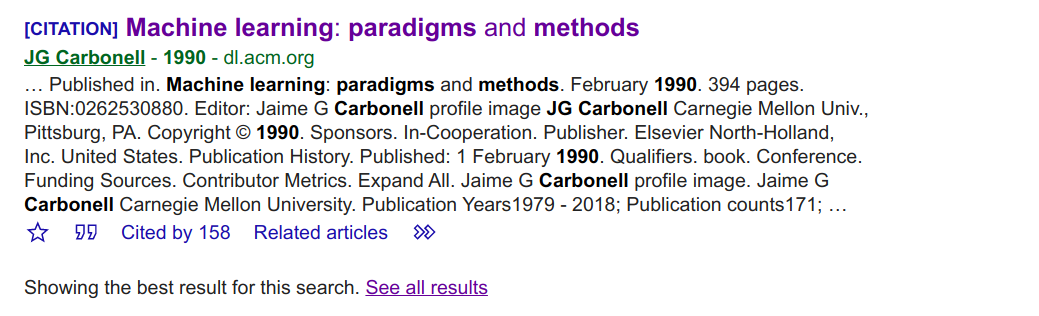 [CITATION] Machine learning: paradigms and methods
JG Carbonell - 1990 - dl.acm.org
… Published in. Machine learning: paradigms and methods. February 1990. 394 pages.
ISBN:0262530880. Editor: Jaime G Carbonell profile image JG Carbonell Carnegie Mellon Univ.,
Pittsburg, PA. Copyright © 1990. Sponsors. In-Cooperation. Publisher. Elsevier North-Holland,
Inc. United States. Publication History. Published: 1 February 1990. Qualifiers. book. Conference.
Funding Sources. Contributor Metrics. Expand All. Jaime G Carbonell profile image. Jaime G
Carbonell Carnegie Mellon University. Publication Years1979 - 2018; Publication counts171; …
Cited by 158 Related articles
Showing the best result for this search. See all results